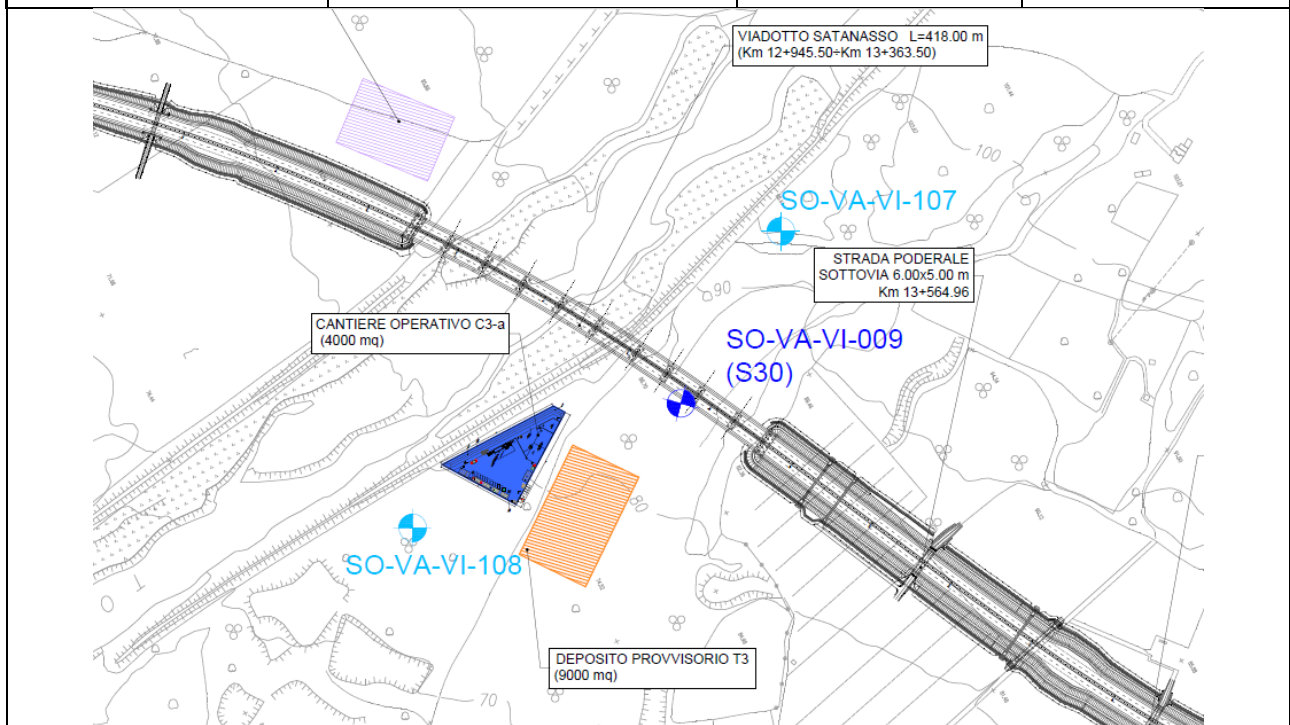 VIADOTTO SATANASSO L=418.00 m
(Km 12+945.50÷Km 13+363.50)
100
SO-VA-VI-107
STRADA PODERALE
SOTTOVIA 6.00x5.00 m
Km 13+564.96
90
CANTIERE OPERATIVO C3-a
(4000 mq)
SO-VA-VI-009
(S30)
80
SO-VA-VI-108
DEPOSITO PROVVISORIO T3
(9000 mq)
70